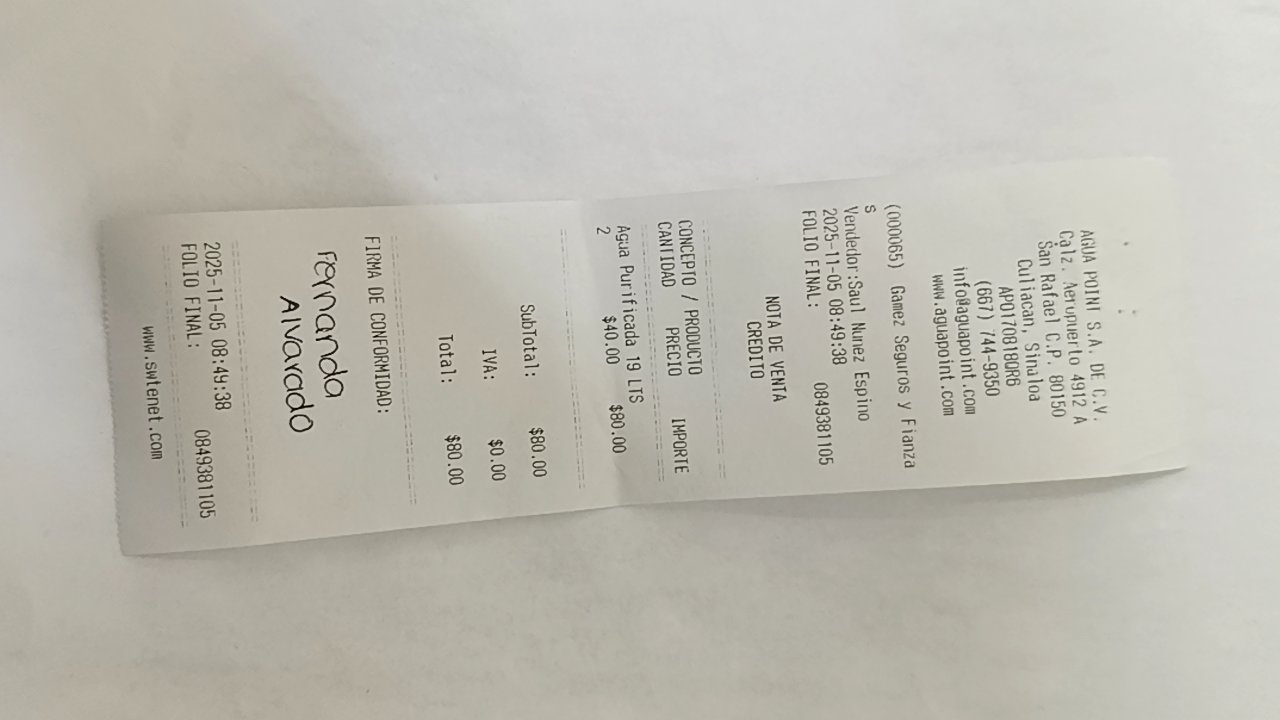 AGUA POINT S.A. DE C.V.
Calz. Aeropuerto 4912 A
San Rafael C.P. 80150
Culiacan, Sinaloa
APO170818QR6
(667) 744-9350
info@aguapoint.com
www.aguapoint.com
(000065) Gamez Seguros y Fianza
s
Vendedor:Saul Nunez Espino
2025-11-05 08:49:38
FOLIO FINAL: 0849381105
NOTA DE VENTA
CREDITO
CONCEPTO / PRODUCTO
CANTIDAD PRECIO IMPORTE
Agua Purificada 19 LTS
2 $40.00 $80.00
SubTotal: $80.00
IVA: $0.00
Total: $80.00
FIRMA DE CONFORMIDAD:
Fernanda
Alvarado
2025-11-05 08:49:38
FOLIO FINAL: 0849381105
www.swtenet.com